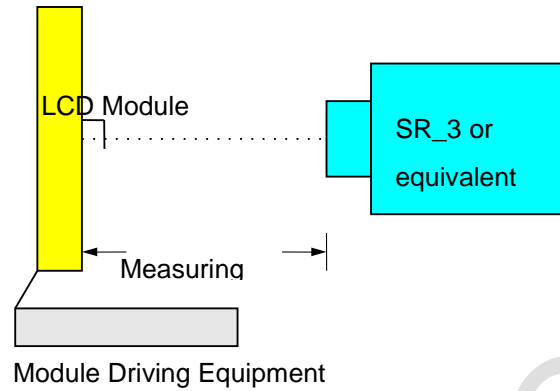 LCD Module
SR_3 or
equivalent
Measuring
Module Driving Equipment